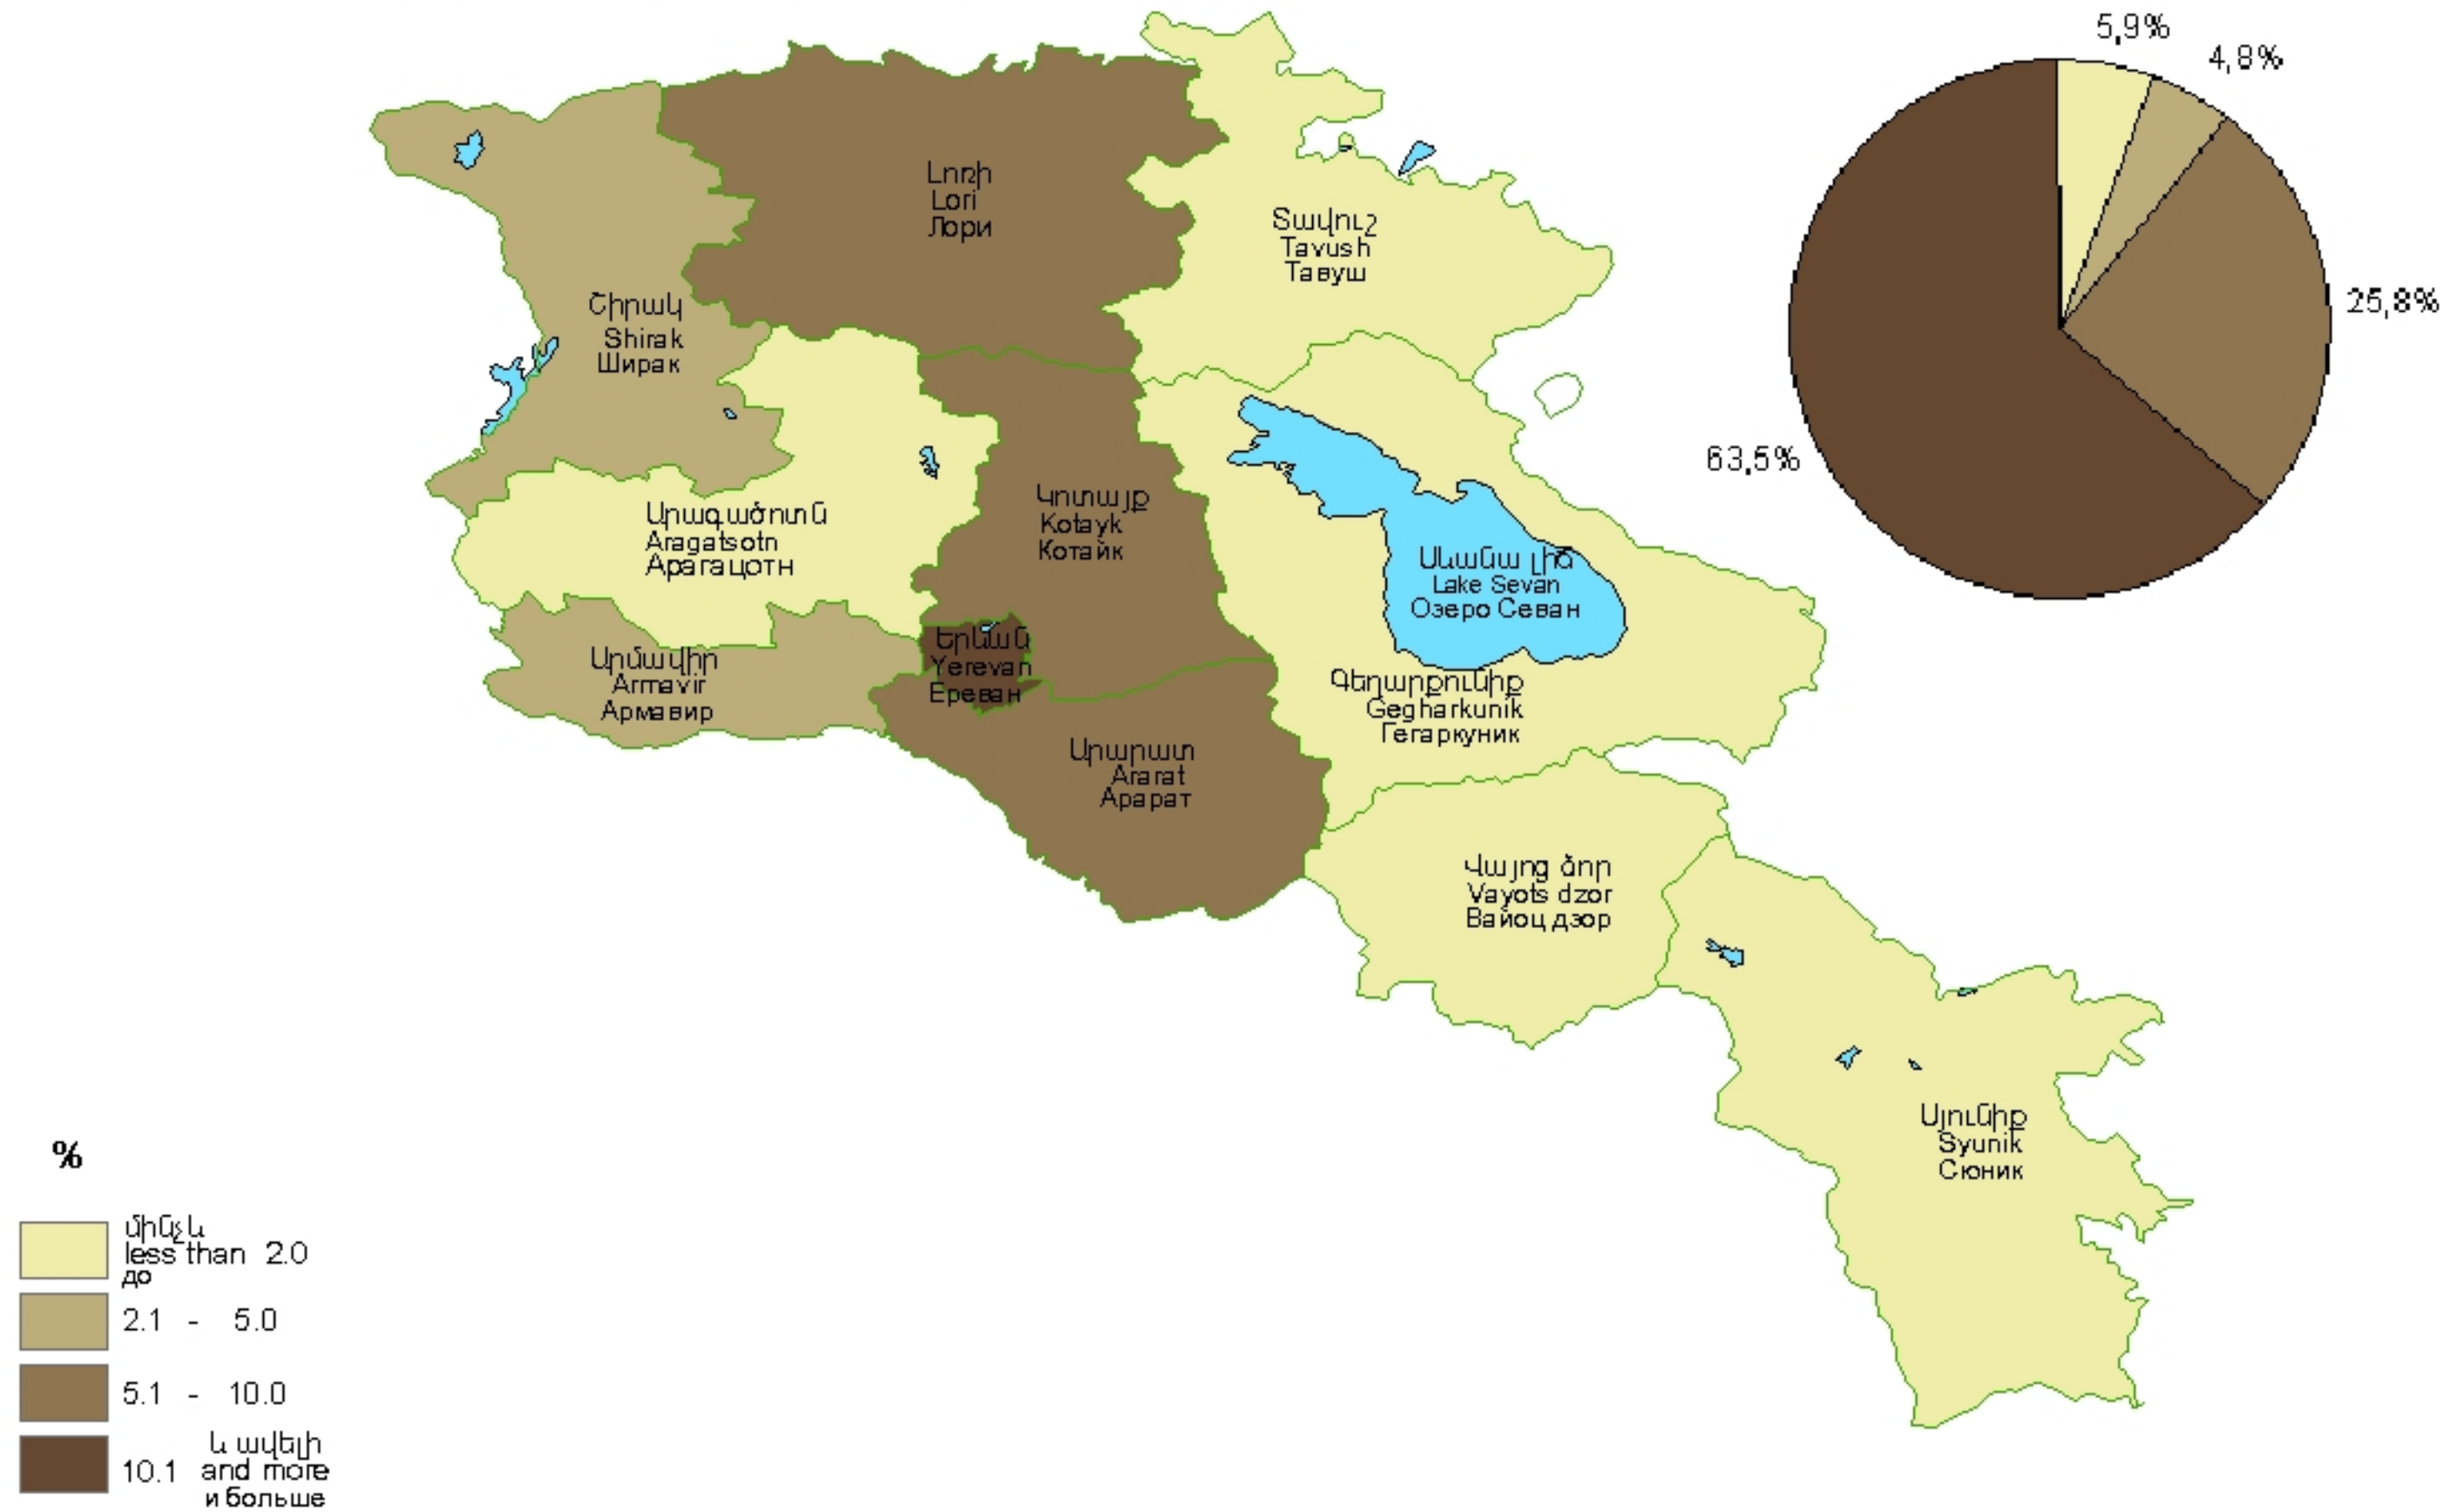 5,9%
4,8%
25,8%
63,5%
Լոռի
Lori
Лори
Տավուշ
Tavush
Тавуш
Շիրակ
Shirak
Ширак
Արագածոտն
Aragatsotn
Арагацотн
Կոտայք
Kotayk
Котайк
Սևանա լիճ
Lake Sevan
Озеро Севан
Երևան
Yerevan
Ереван
Արմավիր
Armavir
Армавир
Գեղարքունիք
Gegharkunik
Гегаркуник
Արարատ
Ararat
Арарат
Վայոց ձոր
Vayots dzor
Вайоц дзор
Սյունիք
Syunik
Сюник
%
մինչև
less than 2.0
до
2.1 - 5.0
5.1 - 10.0
և ավելի
10.1 and more
и больше